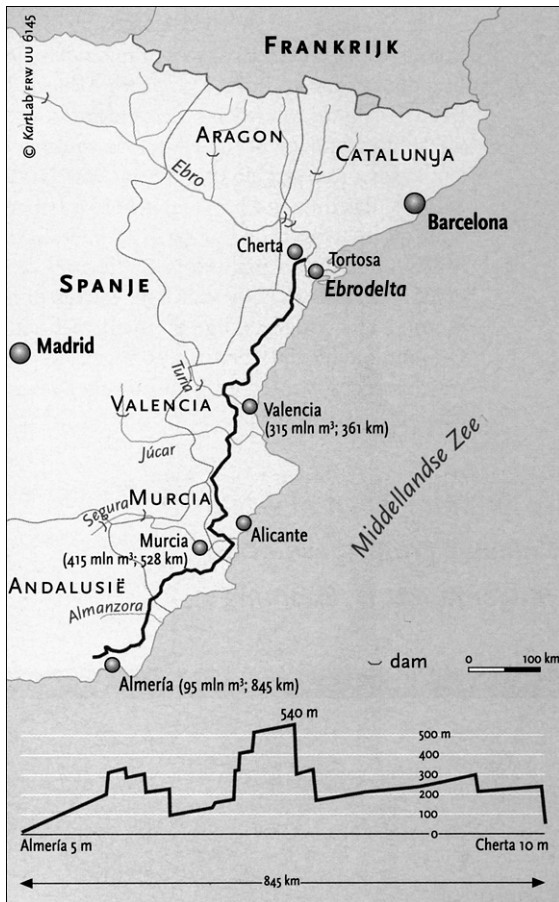 © KartLab FRW UU 6145
FRANKRIJK
ARAGON
CATALUNYA
Ebro
Barcelona
Cherta
Tortosa
Ebrodelta
SPANJE
Madrid
Turia
VALENCIA
Valencia
(315 mln m³; 361 km)
Júcar
Middellandse Zee
Segura
MURCIA
Alicante
Murcia
(415 mln m³; 528 km)
ANDALUSIË
Almanzora
dam
0
100 km
Almería (95 mln m³; 845 km)
540 m
500 m
400
300
200
100
0
Almería 5 m
Cherta 10 m
845 km